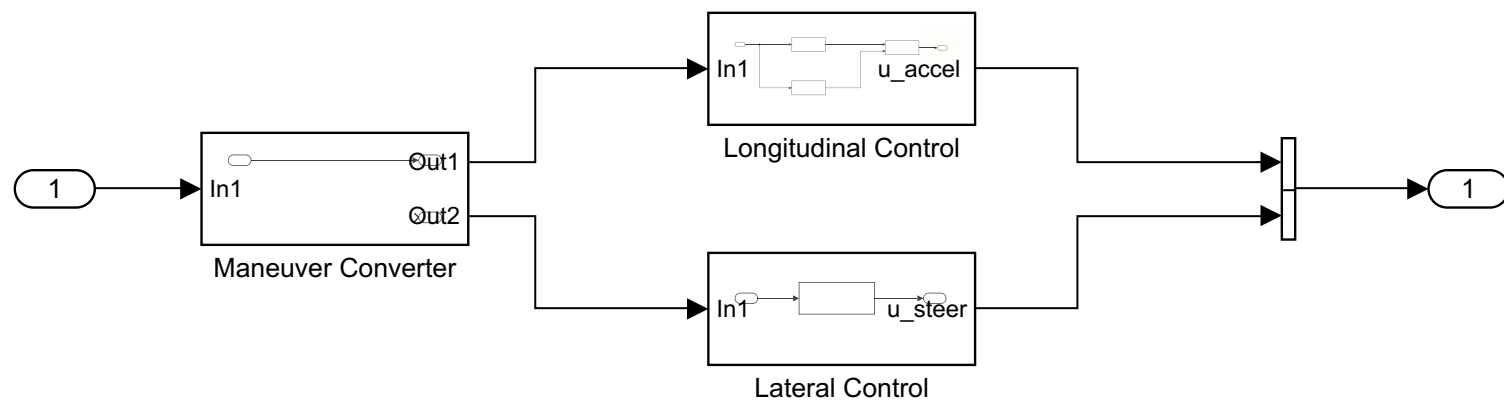 In1
u_accel
Longitudinal Control
1
In1
Out1
Out2
Maneuver Converter
In1
u_steer
Lateral Control
1